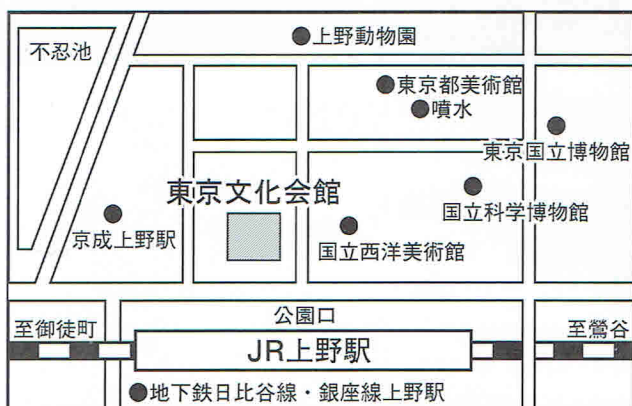 上野動物園
不忍池
東京都美術館
噴水
東京国立博物館
東京文化会館
国立科学博物館
京成上野駅
国立西洋美術館
公園口
至御徒町
至鶯谷
JR上野駅
地下鉄日比谷線・銀座線上野駅